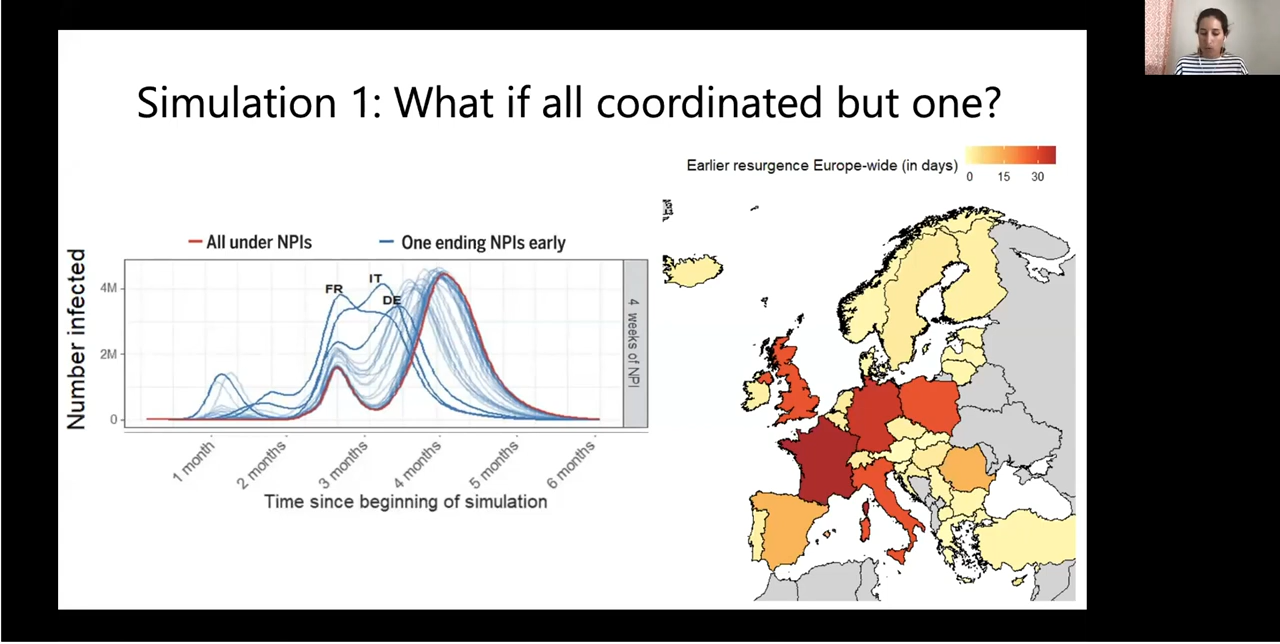 Simulation 1: What if all coordinated but one?
Earlier resurgence Europe-wide (in days)
0 15 30
All under NPIs
One ending NPIs early
Number infected
4M
2M
0
FR
IT
DE
4 weeks of NPI
1 month
2 months
3 months
4 months
5 months
6 months
Time since beginning of simulation